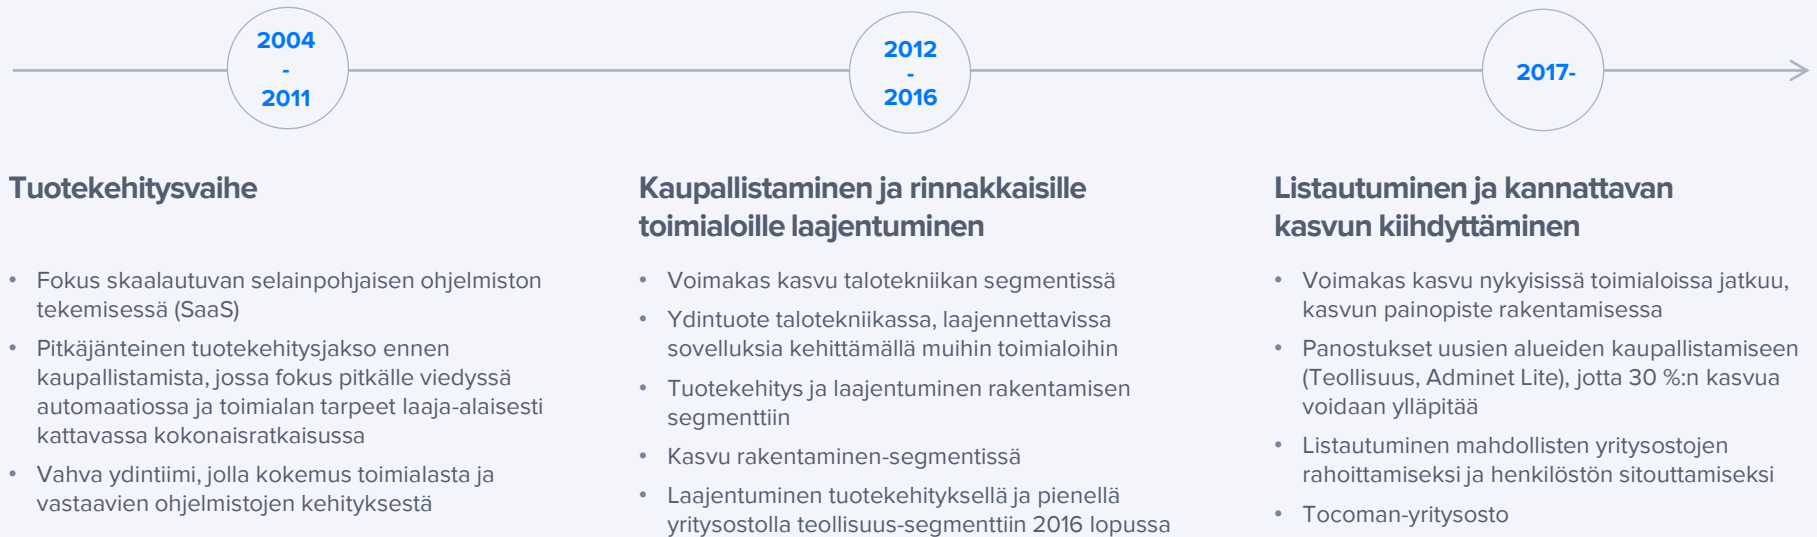 2004
-
2011
2012
-
2016
2017-
Tuotekehitysvaihe
• Fokus skaalautuvan selainpohjaisen ohjelmiston
tekemisessä (SaaS)
• Pitkäjänteinen tuotekehitysjakso ennen
kaupallistamista, jossa fokus pitkälle viedyssä
automaatiossa ja toimialan tarpeet laaja-alaisesti
kattavassa kokonaisratkaisussa
• Vahva ydintiimi, jolla kokemus toimialasta ja
vastaavien ohjelmistojen kehityksestä
Kaupallistaminen ja rinnakkaisille
toimialoille laajentuminen
• Voimakas kasvu talotekniikan segmentissä
• Ydintuote talotekniikassa, laajennettavissa
sovelluksia kehittämällä muihin toimialoihin
• Tuotekehitys ja laajentuminen rakentamisen
segmenttiin
• Kasvu rakentaminen-segmentissä
• Laajentuminen tuotekehityksellä ja pienellä
yritysostolla teollisuus-segmenttiin 2016 lopussa
Listautuminen ja kannattavan
kasvun kiihdyttäminen
• Voimakas kasvu nykyisissä toimialoissa jatkuu,
kasvun painopiste rakentamisessa
• Panostukset uusien alueiden kaupallistamiseen
(Teollisuus, Adminet Lite), jotta 30 %:n kasvua
voidaan ylläpitää
• Listautuminen mahdollisten yritysostojen
rahoittamiseksi ja henkilöstön sitouttamiseksi
• Tocoman-yritysosto